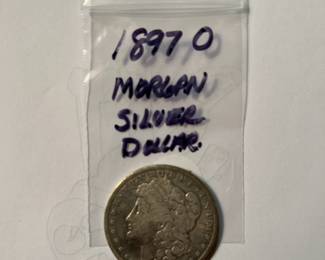 1897 O
MORGAN
SILVER
DOLLAR.